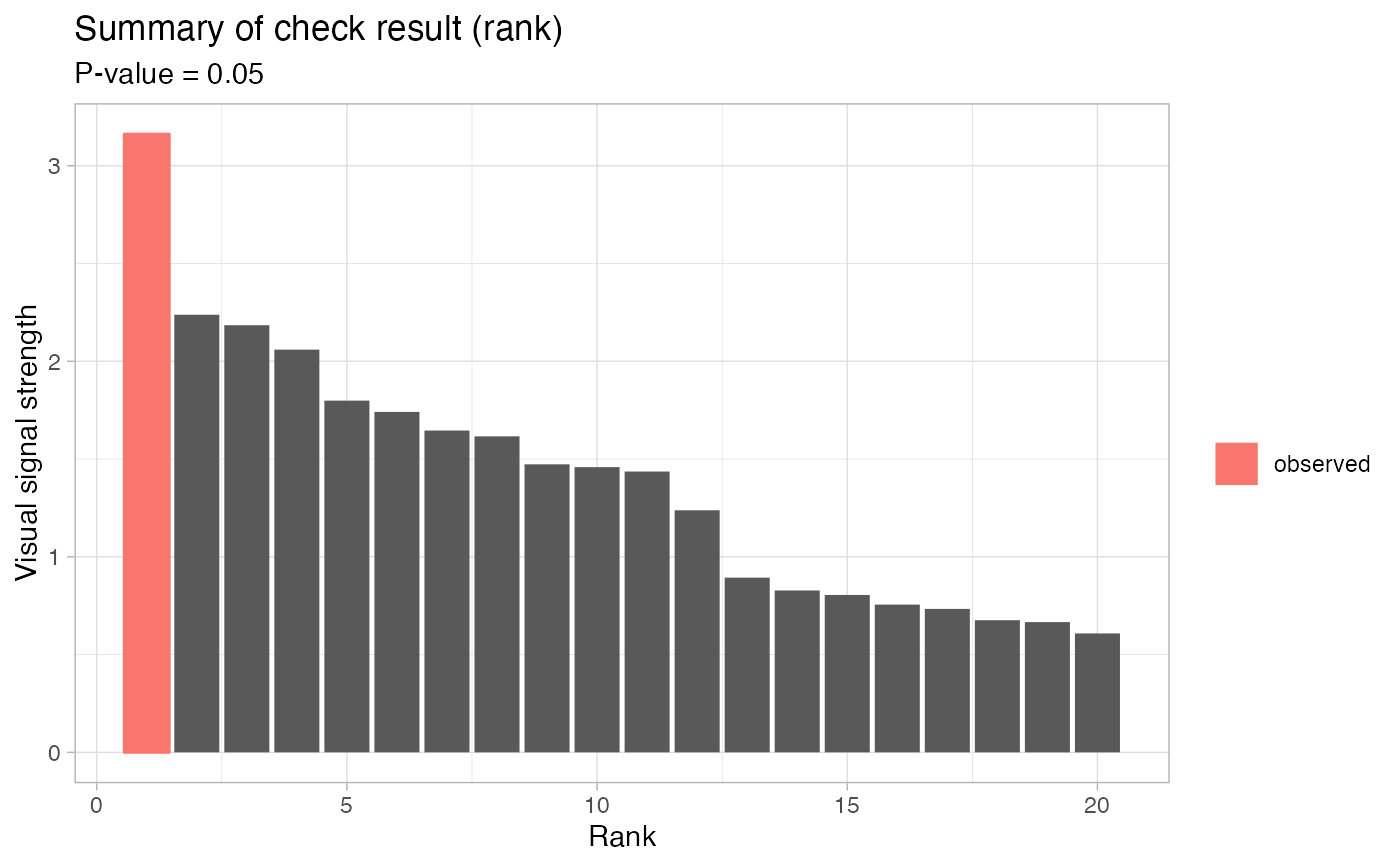 Summary of check result (rank)
P-value = 0.05
Visual signal strength
3
2
1
0
0 5 10 15 20
Rank
observed